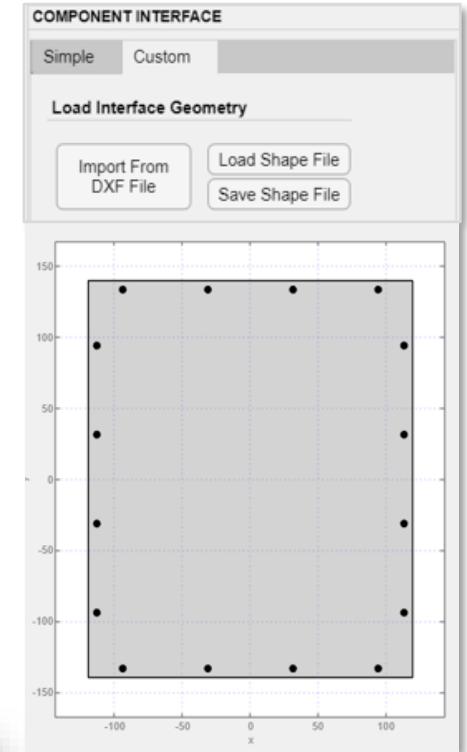 COMPONENT INTERFACE
Simple Custom
Load Interface Geometry
Import From
DXF File
Load Shape File
Save Shape File
150
100
50
0
-50
-100
-150
-100 -50 0 50 100
x